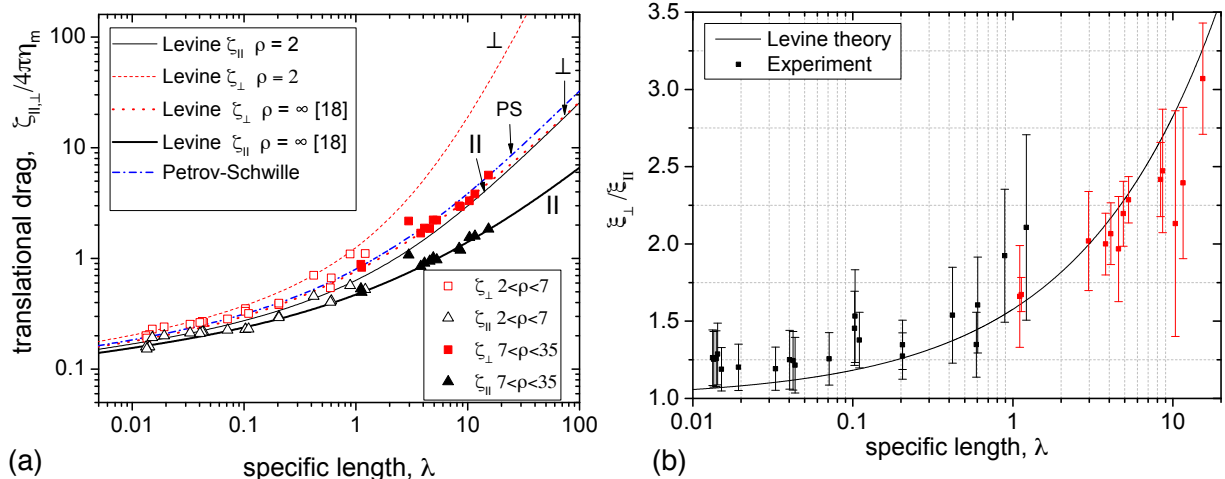 translational drag, ζ||,⊥/4πηm
100
10
1
0.1
Levine ζ|| ρ = 2
Levine ζ⊥ ρ = 2
Levine ζ⊥ ρ = ∞ [18]
Levine ζ|| ρ = ∞ [18]
Petrov-Schwille
⊥
⊥
PS
||
||
ζ⊥ 2<ρ<7
ζ|| 2<ρ<7
ζ⊥ 7<ρ<35
ζ|| 7<ρ<35
0.01 0.1 1 10 100
specific length, λ
(a)
ξ⊥/ξ||
3.5
3.0
2.5
2.0
1.5
1.0
Levine theory
Experiment
0.01 0.1 1 10
specific length, λ
(b)